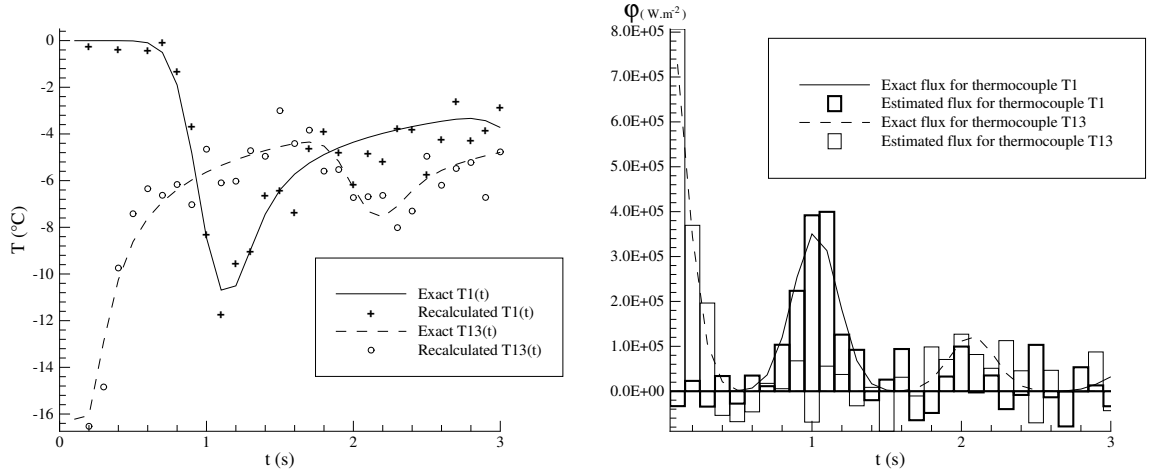 0
-2
-4
-6
-8
-10
-12
-14
-16
T (°C)
0
1
2
3
t (s)
Exact T1(t)
Recalculated T1(t)
Exact T13(t)
Recalculated T13(t)
φ( W.m-2)
8.0E+05
7.0E+05
6.0E+05
5.0E+05
4.0E+05
3.0E+05
2.0E+05
1.0E+05
0.0E+00
1
2
3
t (s)
Exact flux for thermocouple T1
Estimated flux for thermocouple T1
Exact flux for thermocouple T13
Estimated flux for thermocouple T13